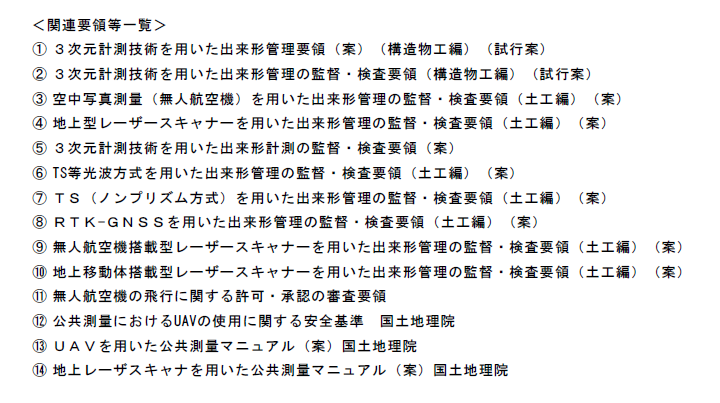 ＜関連要領等一覧＞
① ３次元計測技術を用いた出来形管理要領（案）（構造物工編）（試行案）
② ３次元計測技術を用いた出来形管理の監督・検査要領（構造物工編）（試行案）
③ 空中写真測量（無人航空機）を用いた出来形管理の監督・検査要領（土工編）（案）
④ 地上型レーザースキャナーを用いた出来形管理の監督・検査要領（土工編）（案）
⑤ ３次元計測技術を用いた出来形計測の監督・検査要領（案）
⑥ TS等光波方式を用いた出来形管理の監督・検査要領（土工編）（案）
⑦ ＴＳ（ノンプリズム方式）を用いた出来形管理の監督・検査要領（土工編）（案）
⑧ ＲＴＫ-ＧＮＳＳを用いた出来形管理の監督・検査要領（土工編）（案）
⑨ 無人航空機搭載型レーザースキャナーを用いた出来形管理の監督・検査要領（土工編）（案）
⑩ 地上移動体搭載型レーザースキャナーを用いた出来形管理の監督・検査要領（土工編）（案）
⑪ 無人航空機の飛行に関する許可・承認の審査要領
⑫ 公共測量におけるUAVの使用に関する安全基準　国土地理院
⑬ ＵＡＶを用いた公共測量マニュアル（案）国土地理院
⑭ 地上レーザスキャナを用いた公共測量マニュアル（案）国土地理院